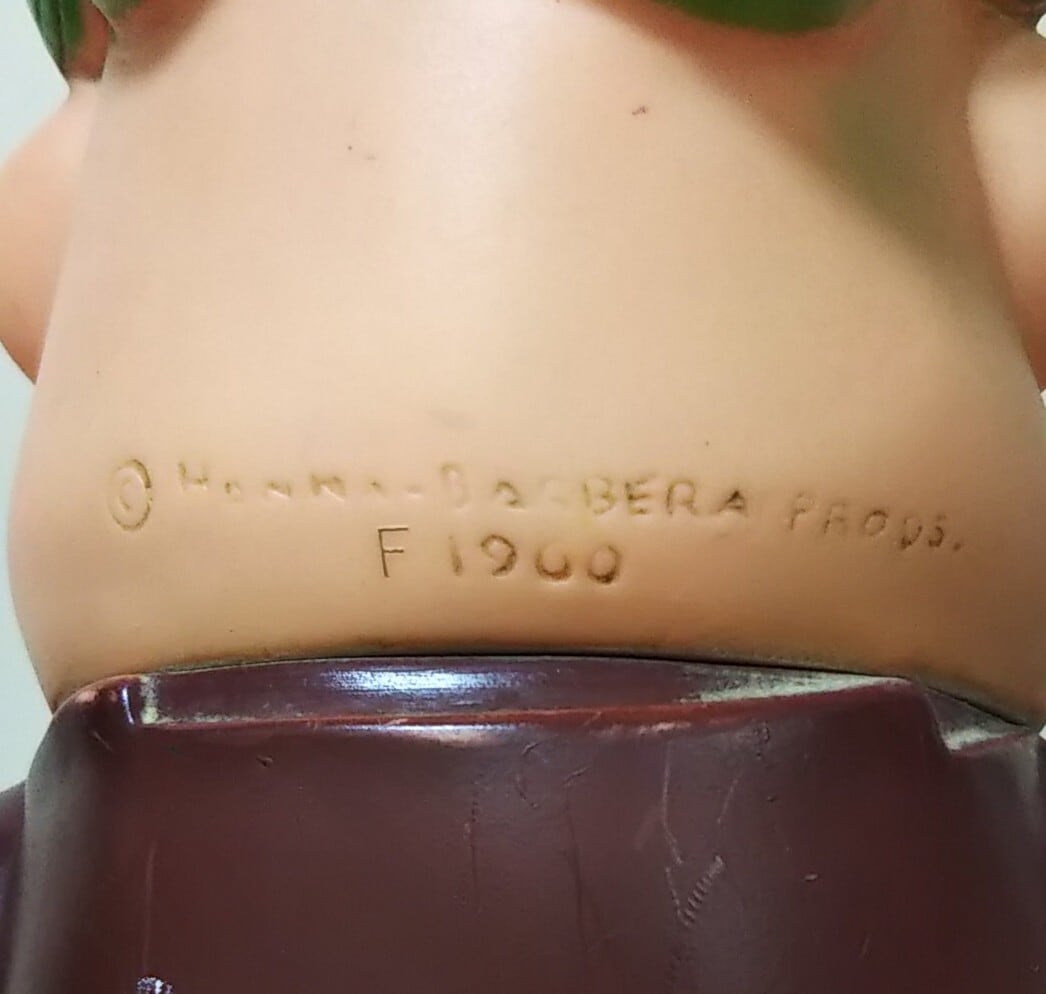 © HANNA-BARBERA PRODS.
F 1960